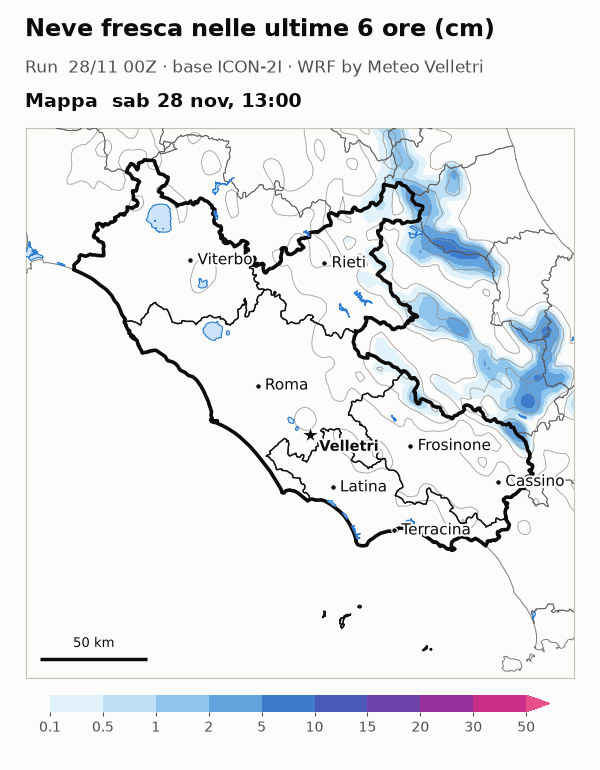 Neve fresca nelle ultime 6 ore (cm)
Run  28/11 00Z · base ICON-2I · WRF by Meteo Velletri
Mappa  sab 28 nov, 13:00
Viterbo
Rieti
Roma
Velletri
Frosinone
Latina
Cassino
Terracina
50 km
0.1 0.5 1 2 5 10 15 20 30 50